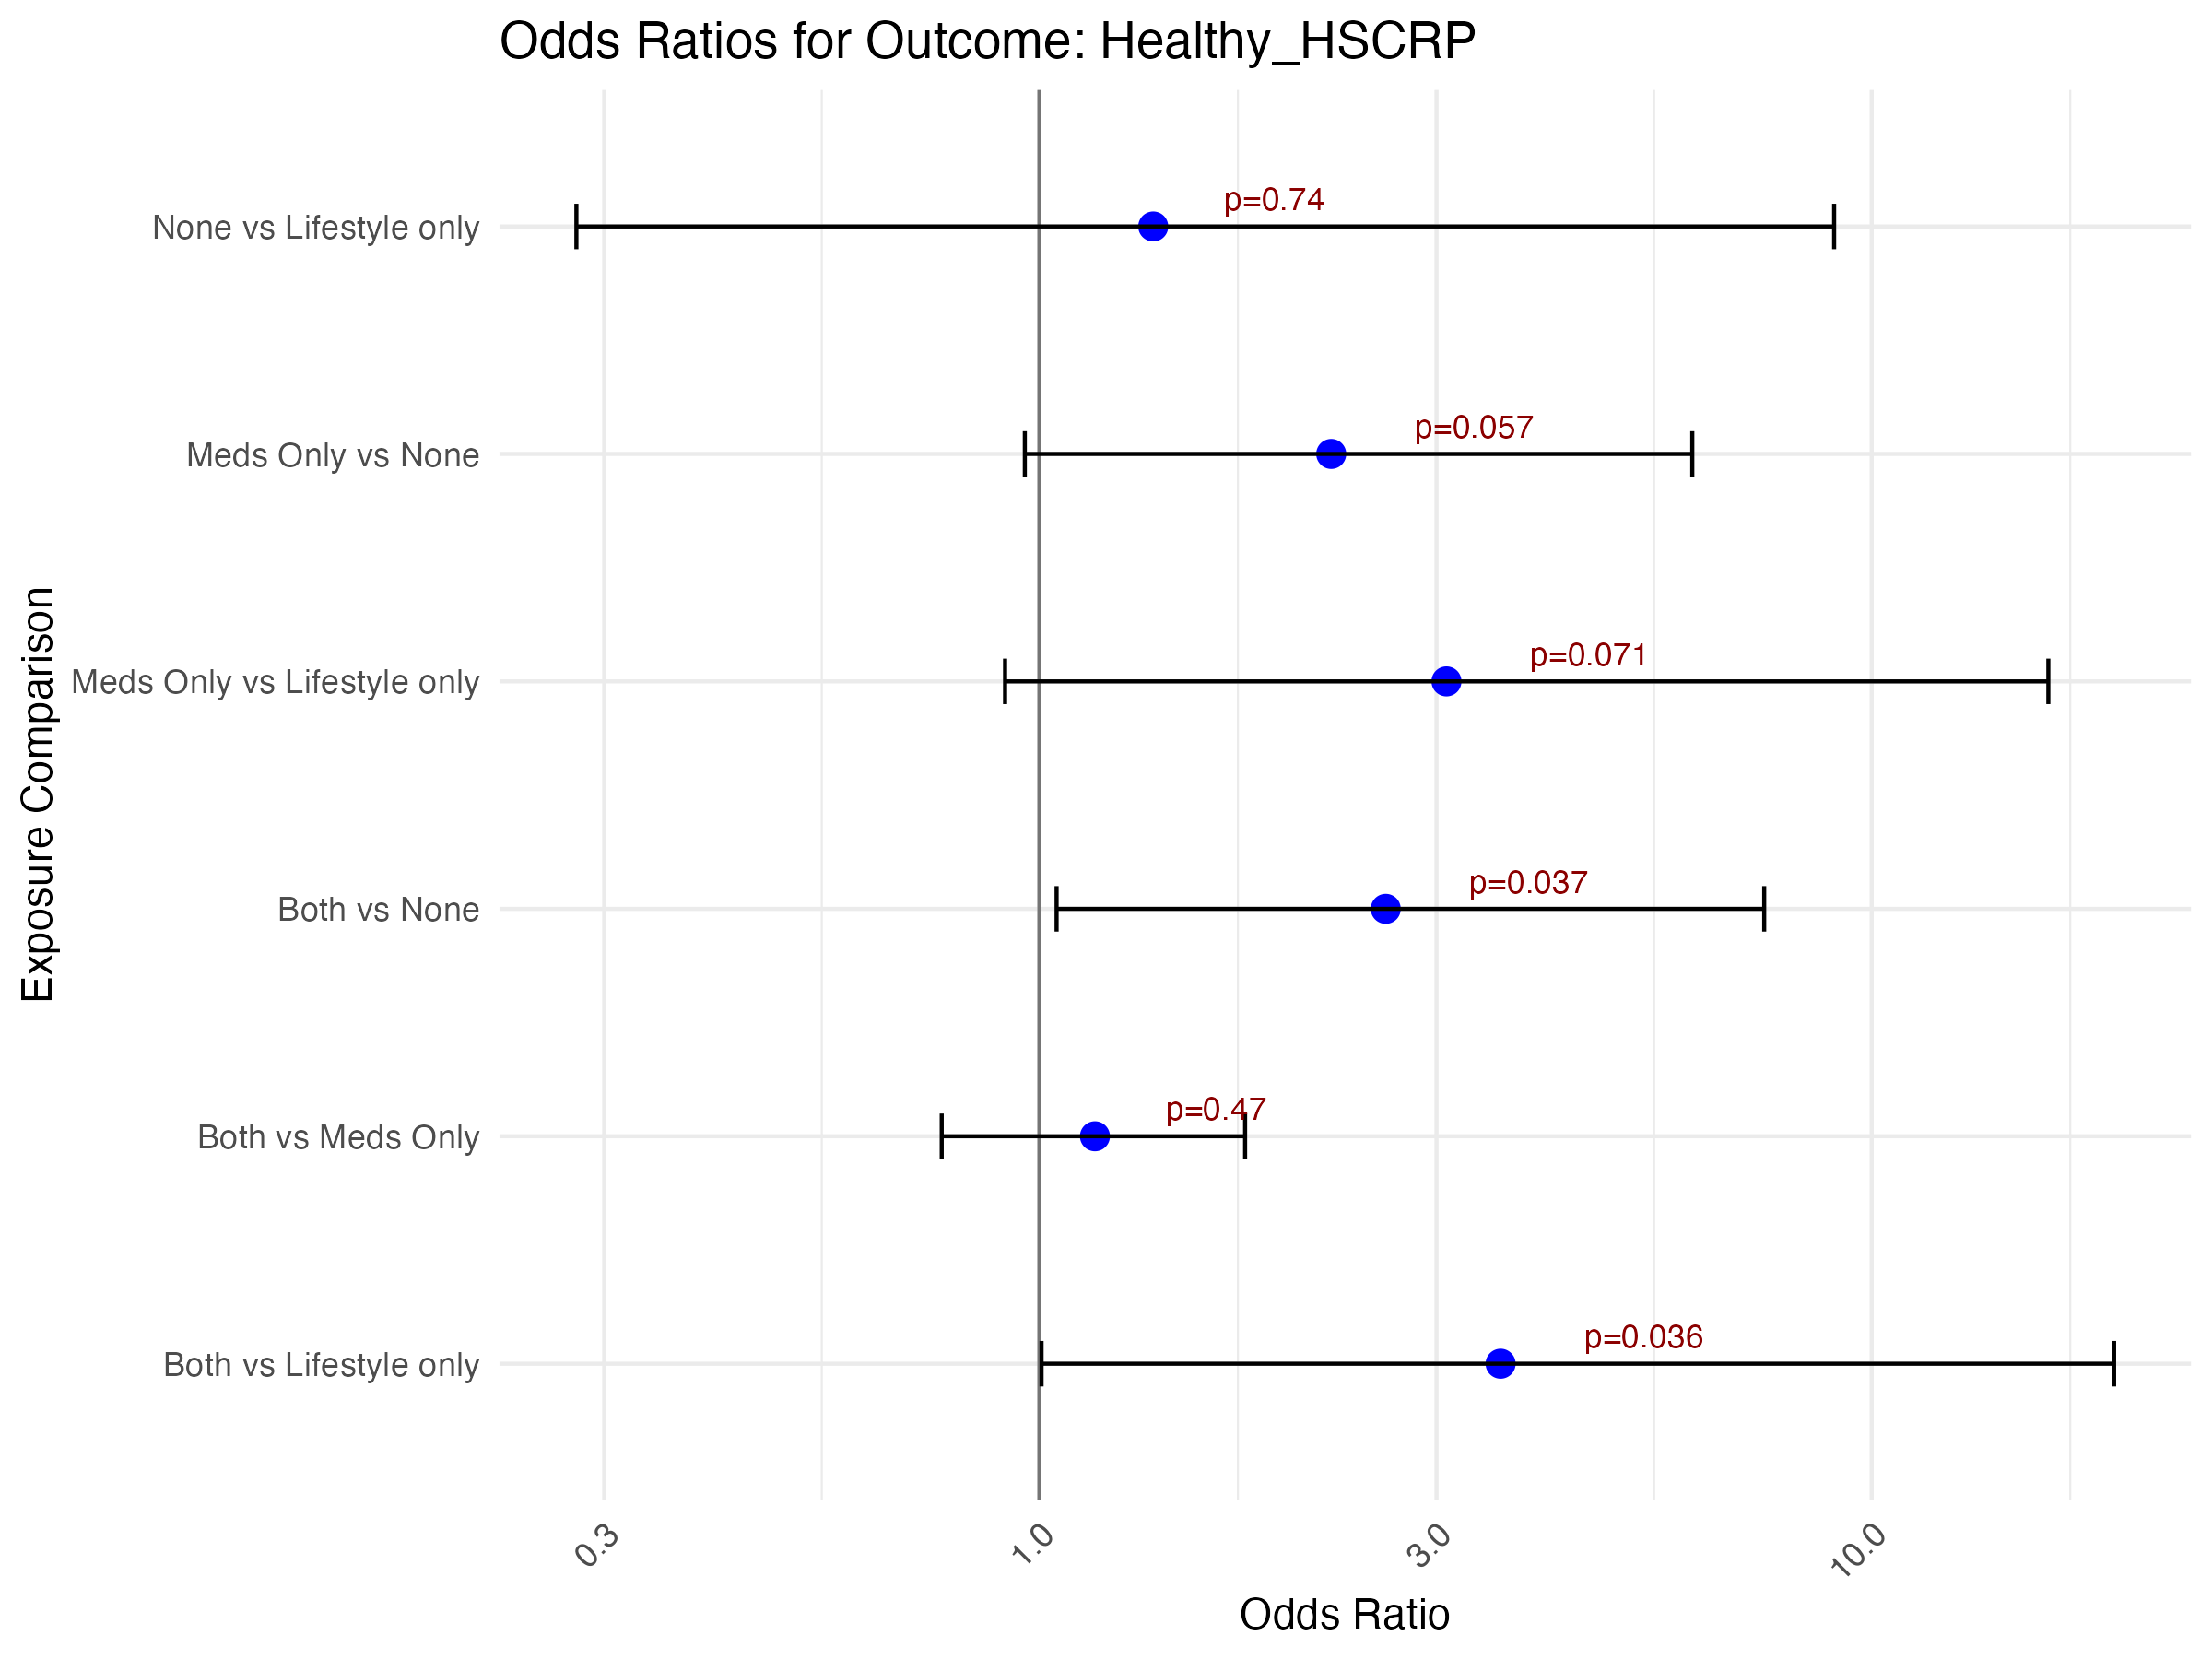 Odds Ratios for Outcome: Healthy_HSCRP
Exposure Comparison
None vs Lifestyle only
p=0.74
Meds Only vs None
p=0.057
Meds Only vs Lifestyle only
p=0.071
Both vs None
p=0.037
Both vs Meds Only
p=0.47
Both vs Lifestyle only
p=0.036
0.3
1.0
3.0
10.0
Odds Ratio